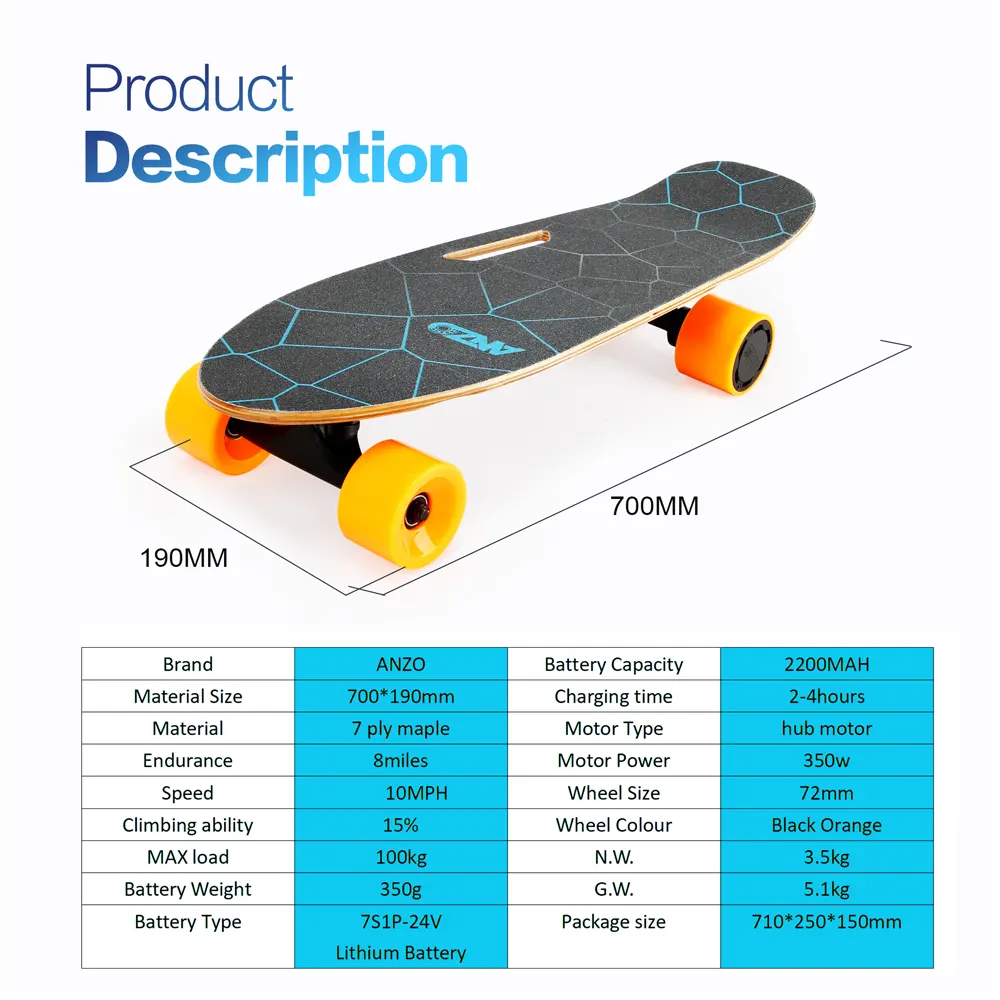 Product
Description
ANZO
700MM
190MM
Brand ANZO Battery Capacity 2200MAH
Material Size 700*190mm Charging time 2-4hours
Material 7 ply maple Motor Type hub motor
Endurance 8miles Motor Power 350w
Speed 10MPH Wheel Size 72mm
Climbing ability 15% Wheel Colour Black Orange
MAX load 100kg N.W. 3.5kg
Battery Weight 350g G.W. 5.1kg
Battery Type 7S1P-24V Package size 710*250*150mm
Lithium Battery